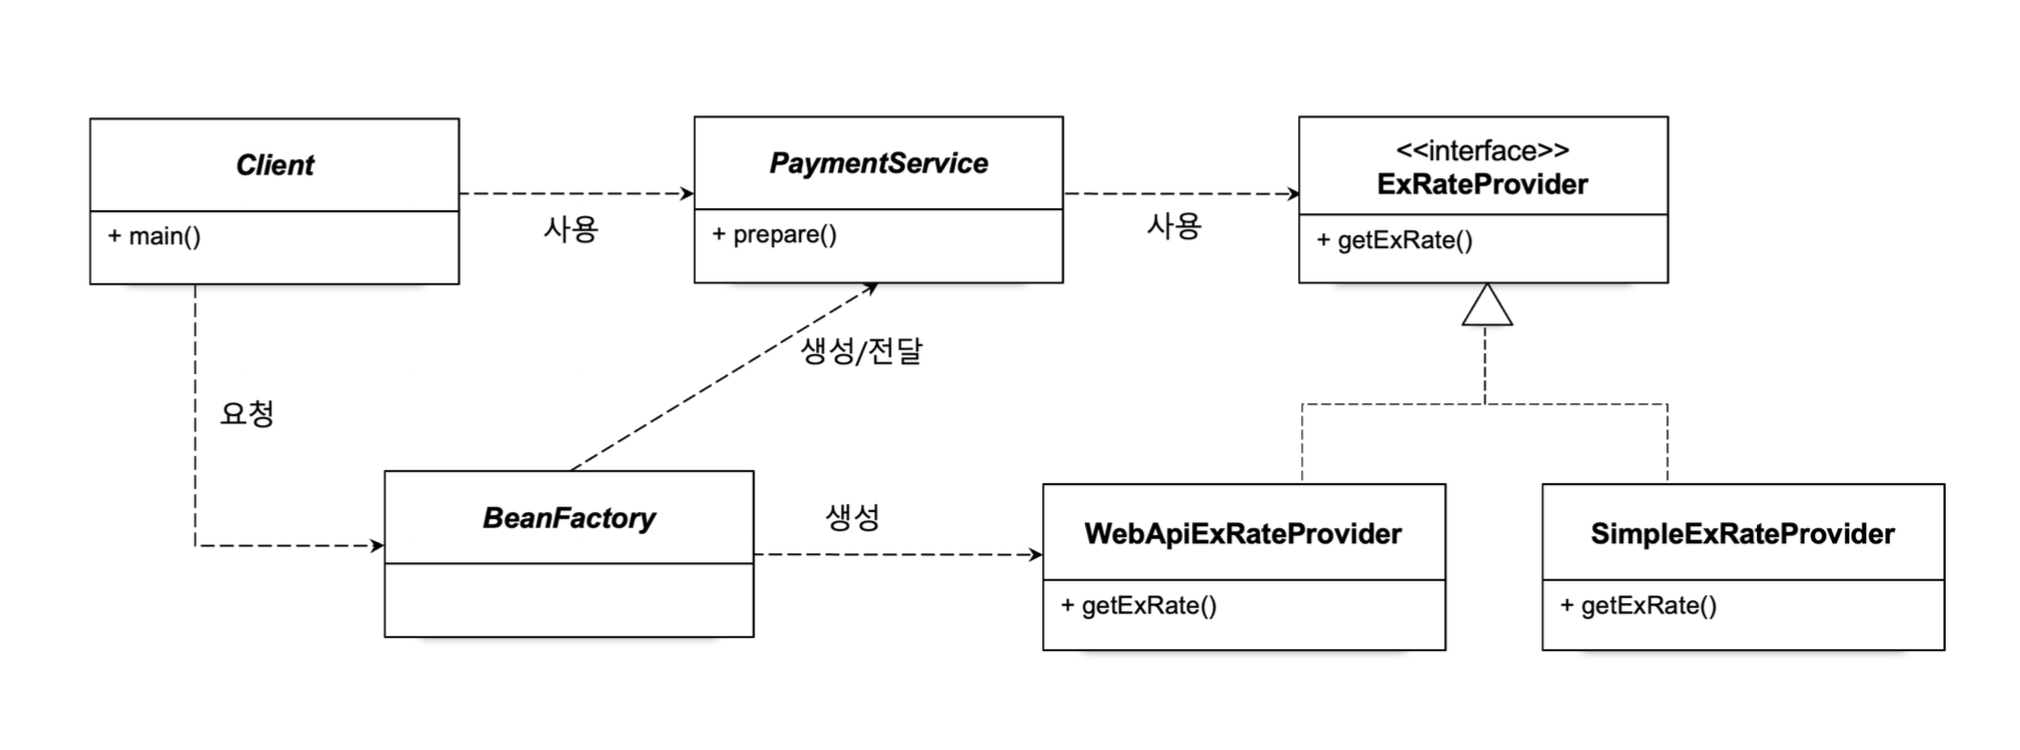 Client
+ main()
사용
PaymentService
+ prepare()
사용
<<interface>>
ExRateProvider
+ getExRate()
요청
생성/전달
BeanFactory
생성
WebApiExRateProvider
+ getExRate()
SimpleExRateProvider
+ getExRate()